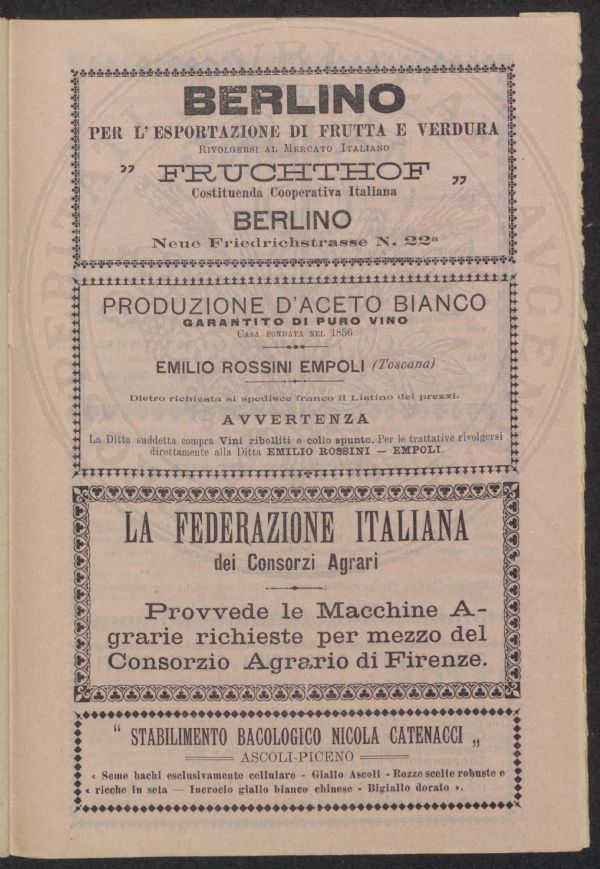 BERLINO
PER L'ESPORTAZIONE DI FRUTTA E VERDURA
RIVOLGERSI AL MERCATO ITALIANO
" FRUCHTHOF „
Costituenda Cooperativa Italiana
BERLINO
Neue Friedrichstrasse N. 22ª
PRODUZIONE D'ACETO BIANCO
GARANTITO DI PURO VINO
CASA FONDATA NEL 1856
EMILIO ROSSINI EMPOLI (Toscana)
Dietro richiesta si spedisce franco il Listino dei prezzi.
AVVERTENZA
La Ditta suddetta compra Vini ribolliti o collo spunto. Per le trattative rivolgersi
direttamente alla Ditta EMILIO ROSSINI — EMPOLI.
LA FEDERAZIONE ITALIANA
dei Consorzi Agrari
Provvede le Macchine A-
grarie richieste per mezzo del
Consorzio Agrario di Firenze.
" STABILIMENTO BACOLOGICO NICOLA CATENACCI „
ASCOLI-PICENO
« Seme bachi esclusivamente cellulare - Giallo Ascoli - Rozze scelte robuste e
« ricche in seta — Incrocio giallo bianco chinese - Bigiallo dorato ».